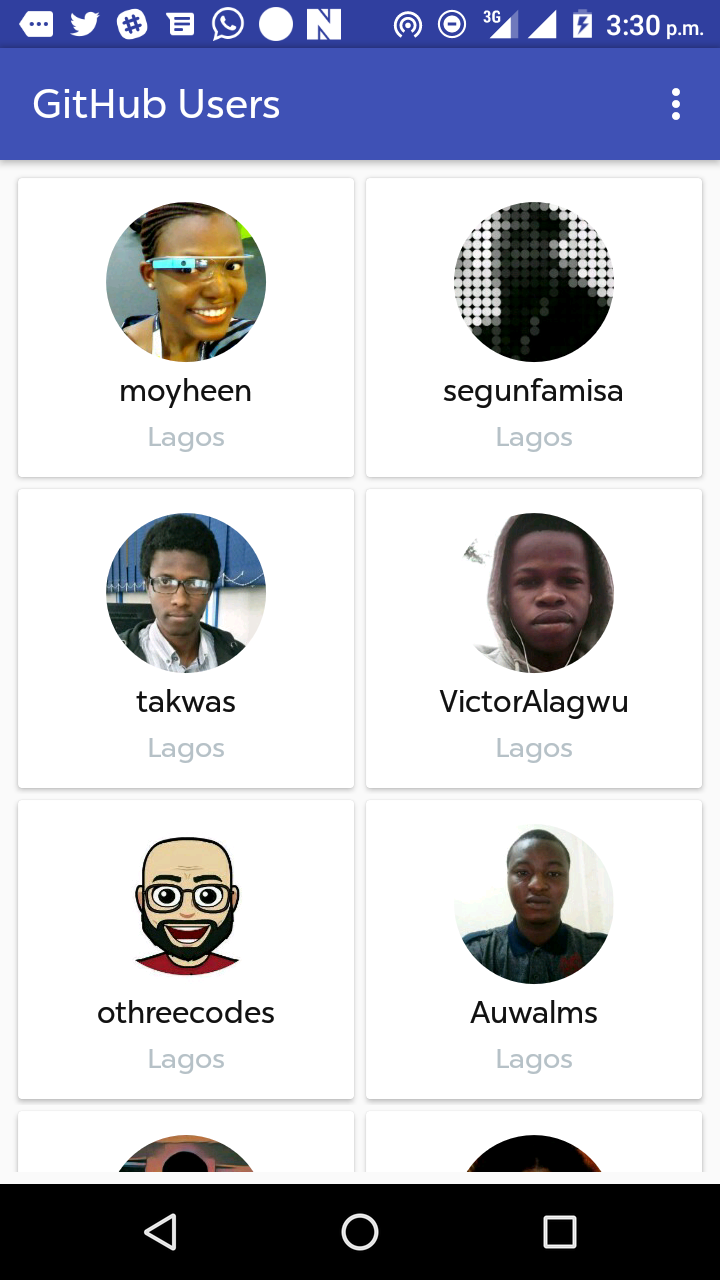 3G 3:30 p.m.
GitHub Users
moyheen
Lagos
segunfamisa
Lagos
takwas
Lagos
VictorAlagwu
Lagos
othreecodes
Lagos
Auwalms
Lagos